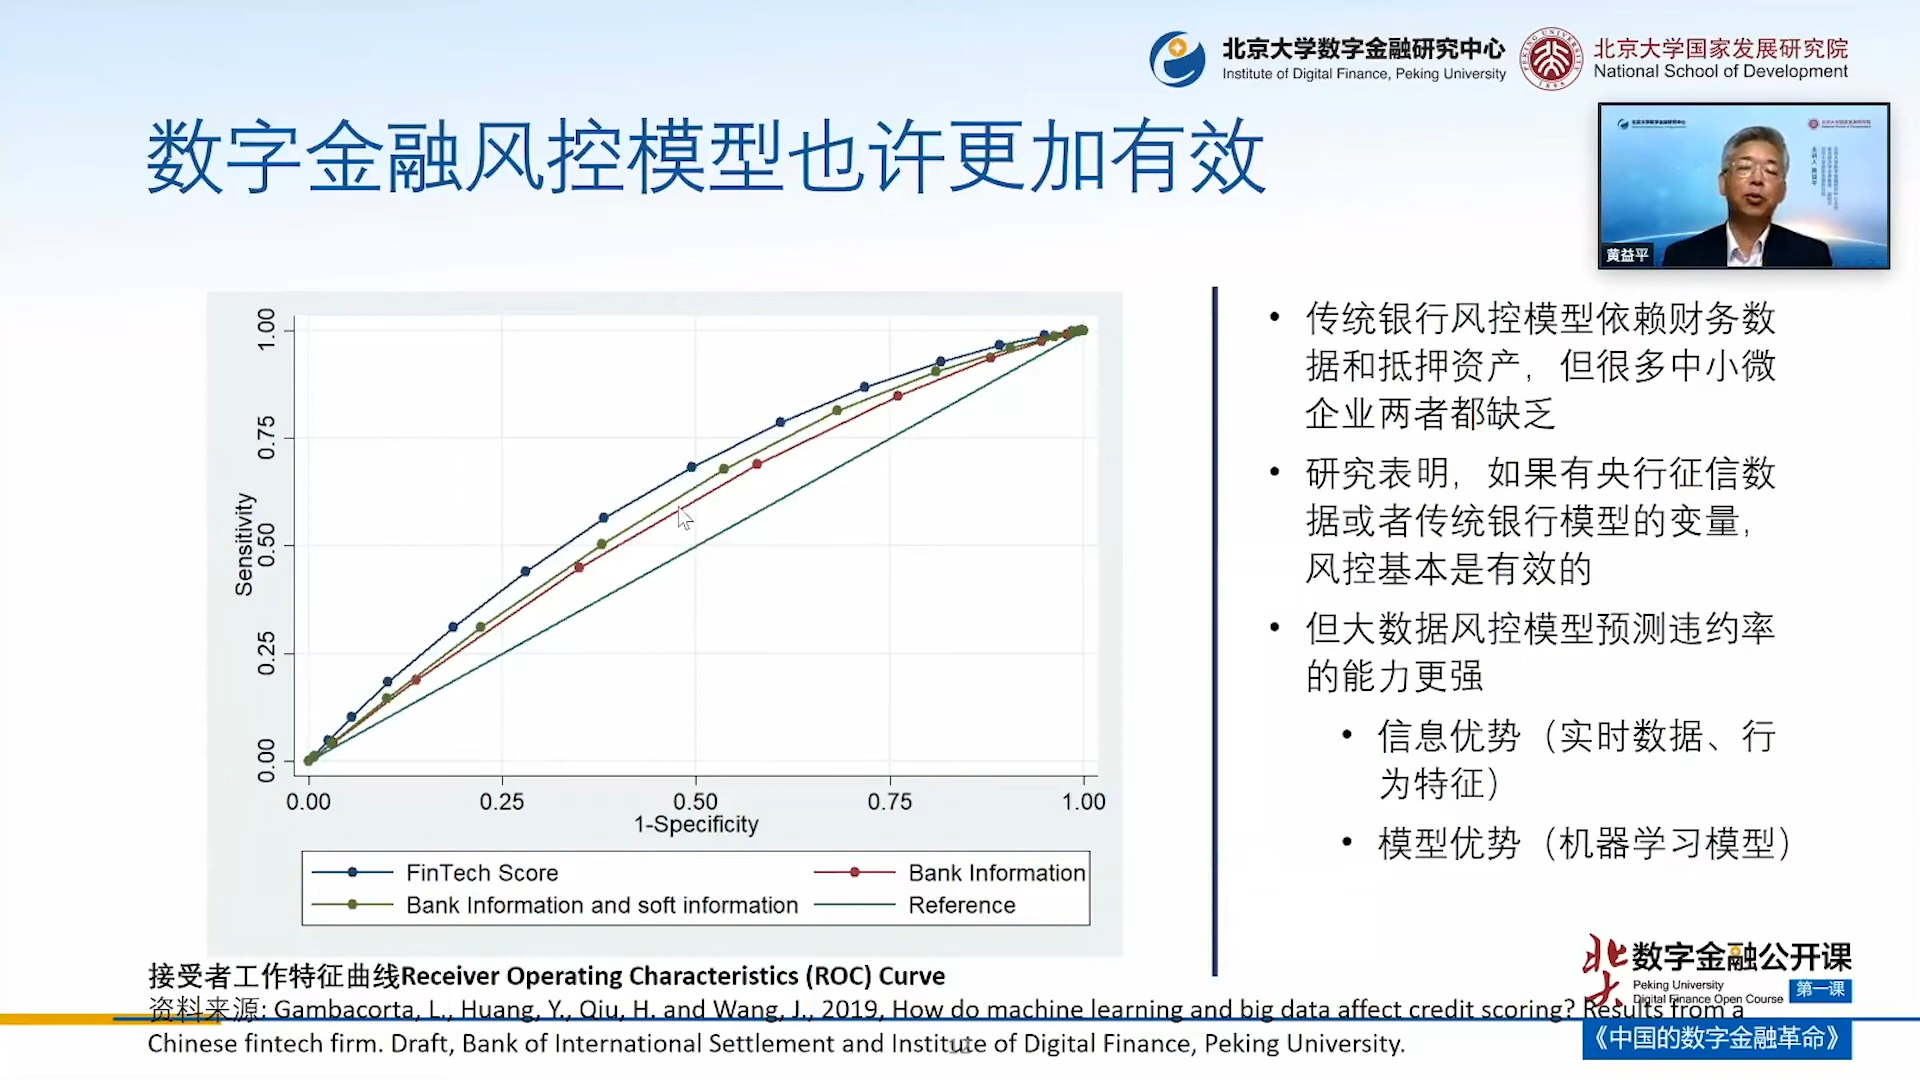 北京大学数字金融研究中心
Institute of Digital Finance, Peking University
北京大学国家发展研究院
National School of Development
数字金融风控模型也许更加有效
黄益平
1.00
0.75
0.50
0.25
0.00
Sensitivity
0.00 0.25 0.50 0.75 1.00
1-Specificity
FinTech Score
Bank Information
Bank Information and soft information
Reference
• 传统银行风控模型依赖财务数
据和抵押资产，但很多中小微
企业两者都缺乏
• 研究表明，如果有央行征信数
据或者传统银行模型的变量，
风控基本是有效的
• 但大数据风控模型预测违约率
的能力更强
• 信息优势（实时数据、行
为特征）
• 模型优势（机器学习模型）
接受者工作特征曲线Receiver Operating Characteristics (ROC) Curve
资料来源: Gambacorta, L., Huang, Y., Qiu, H. and Wang, J., 2019, How do machine learning and big data affect credit scoring? Results from a
Chinese fintech firm. Draft, Bank of International Settlement and Institute of Digital Finance, Peking University.
12
北大
数字金融公开课
Peking University
Digital Finance Open Course
第一课
《中国的数字金融革命》